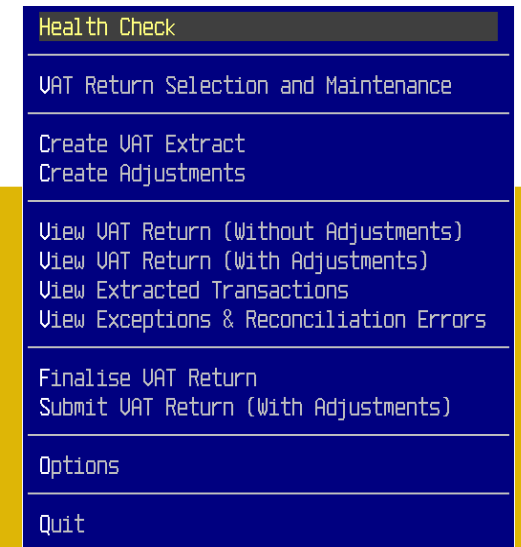 Health Check
VAT Return Selection and Maintenance
Create VAT Extract
Create Adjustments
View VAT Return (Without Adjustments)
View VAT Return (With Adjustments)
View Extracted Transactions
View Exceptions & Reconciliation Errors
Finalise VAT Return
Submit VAT Return (With Adjustments)
Options
Quit